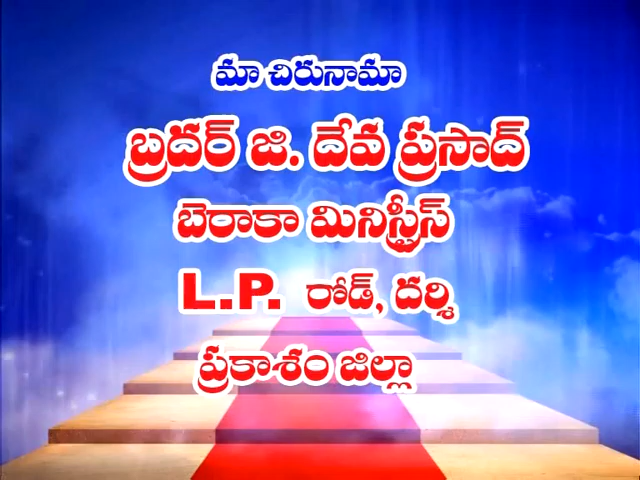 మా చిరునామా
బ్రదర్ జి. దేవ ప్రసాద్
బెరాకా మినిస్ట్రీస్
L.P. రోడ్, దర్శి
ప్రకాశం జిల్లా